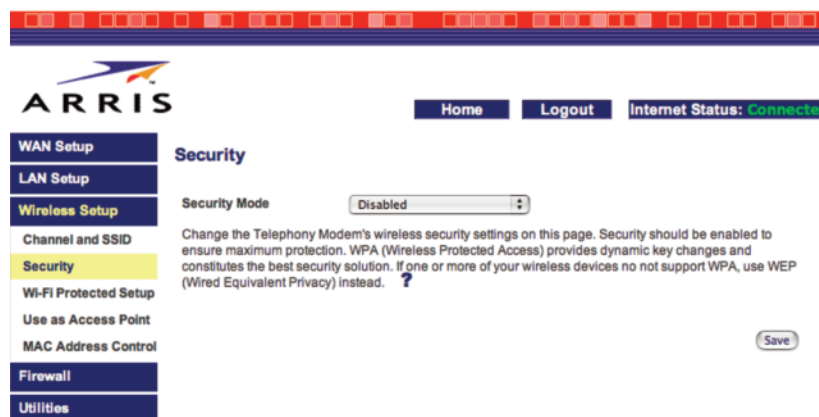 ARRIS
Home Logout Internet Status: Connecte
WAN Setup
LAN Setup
Wireless Setup
Channel and SSID
Security
Wi-Fi Protected Setup
Use as Access Point
MAC Address Control
Firewall
Utilities
Security
Security Mode Disabled
Change the Telephony Modem's wireless security settings on this page. Security should be enabled to
ensure maximum protection. WPA (Wireless Protected Access) provides dynamic key changes and
constitutes the best security solution. If one or more of your wireless devices no not support WPA, use WEP
(Wired Equivalent Privacy) instead. ?
Save